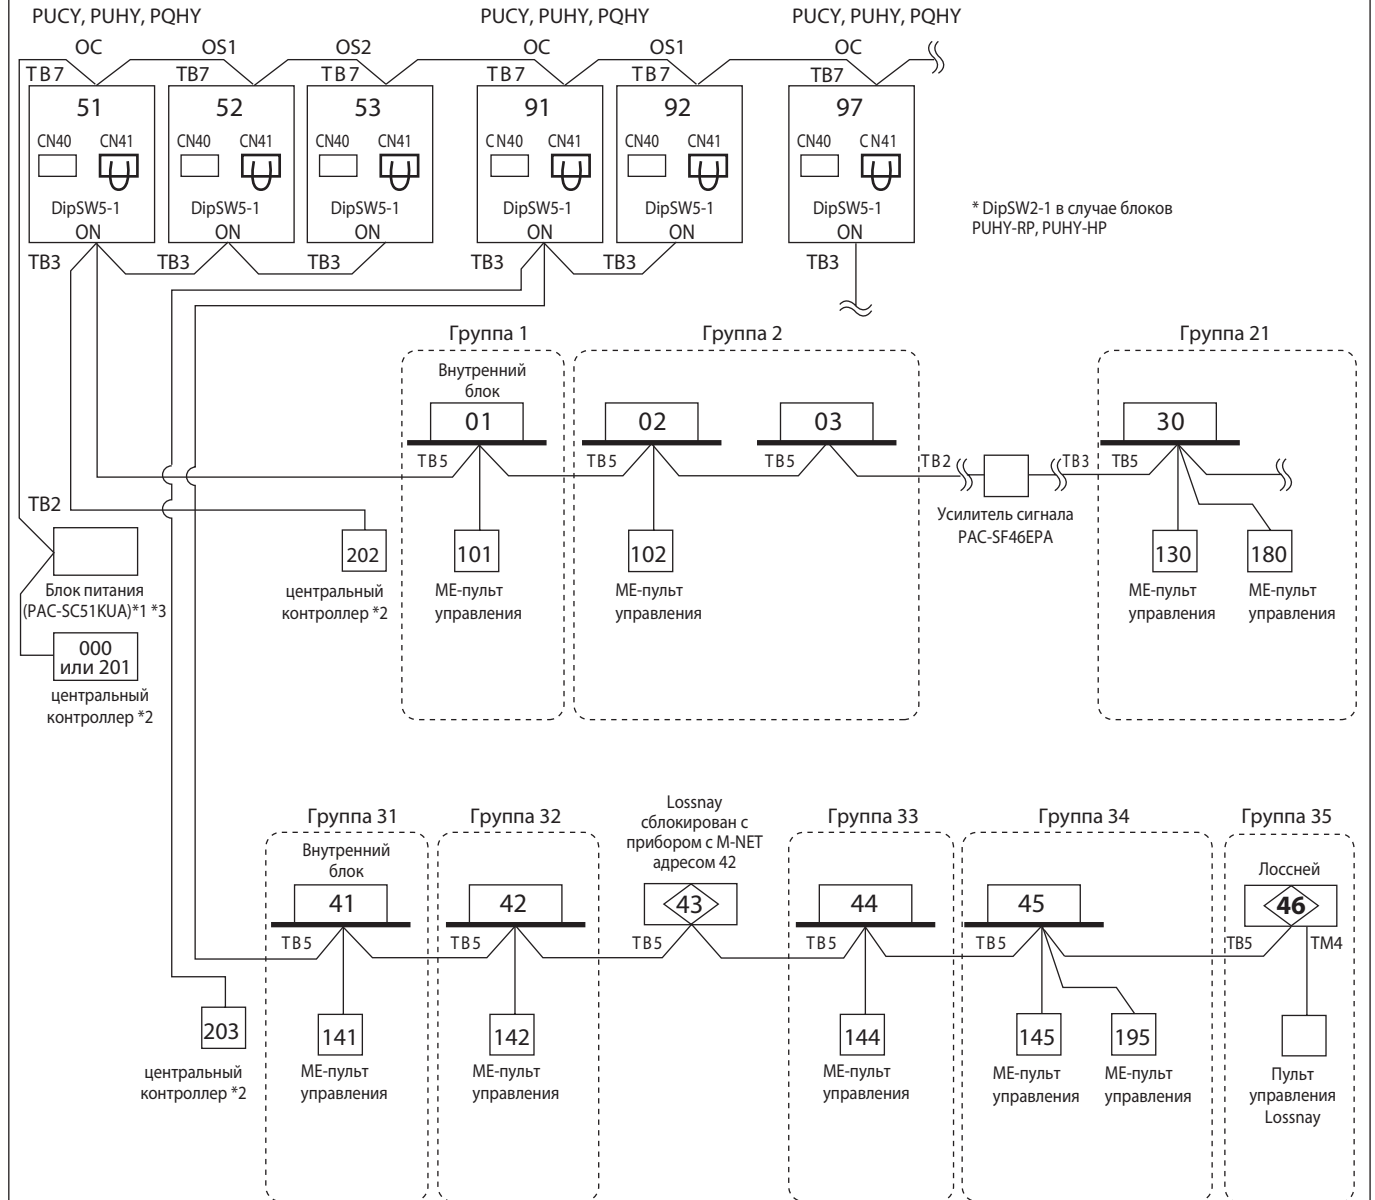 PUCY, PUHY, PQHY
PUCY, PUHY, PQHY
PUCY, PUHY, PQHY
OC
OS1
OS2
OC
OS1
OC
TB7
TB7
TB7
TB7
TB7
TB7
51
52
53
91
92
97
CN40
CN41
CN40
CN41
CN40
CN41
CN40
CN41
CN40
CN41
CN40
CN41
DipSW5-1
DipSW5-1
DipSW5-1
DipSW5-1
DipSW5-1
DipSW5-1
ON
ON
ON
ON
ON
ON
* DipSW2-1 в случае блоков
PUHY-RP, PUHY-HP
TB3
TB3
TB3
TB3
TB3
TB3
Группа 1
Группа 2
Группа 21
Внутренний
блок
01
02
03
30
TB5
TB5
TB5
TB2
TB3
TB5
Усилитель сигнала
PAC-SF46EPA
TB2
Блок питания
(PAC-SC51KUA)*1 *3
202
центральный
контроллер *2
101
ME-пульт
управления
102
ME-пульт
управления
130
ME-пульт
управления
180
ME-пульт
управления
000
или 201
центральный
контроллер *2
Группа 31
Группа 32
Lossnay
сблокирован с
прибором с M-NET
адресом 42
Группа 33
Группа 34
Группа 35
Внутренний
блок
Лоссней
41
42
43
44
45
46
TB5
TB5
TB5
TB5
TB5
TB5
TM4
203
центральный
контроллер *2
141
ME-пульт
управления
142
ME-пульт
управления
144
ME-пульт
управления
145
ME-пульт
управления
195
ME-пульт
управления
Пульт
управления
Lossnay